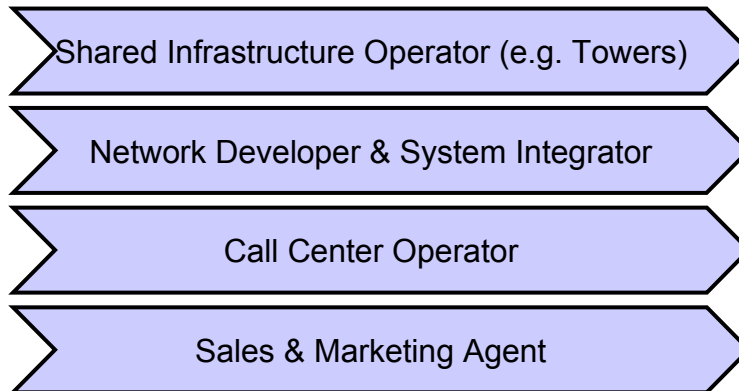 Shared Infrastructure Operator (e.g. Towers)
Network Developer & System Integrator
Call Center Operator
Sales & Marketing Agent